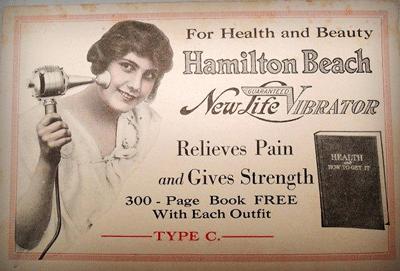 For Health and Beauty
Hamilton Beach
GUARANTEED
New-Life VIBRATOR
Relieves Pain
and Gives Strength
300 - Page Book FREE
With Each Outfit
TYPE C.
HEALTH
AND
HOW TO GET IT